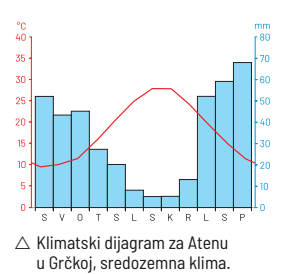 °C mm
40 80
35 70
30 60
25 50
20 40
15 30
10 20
5 10
0 0
S V O T S L S K R L S P
△ Klimatski dijagram za Atenu
u Grčkoj, sredozemna klima.